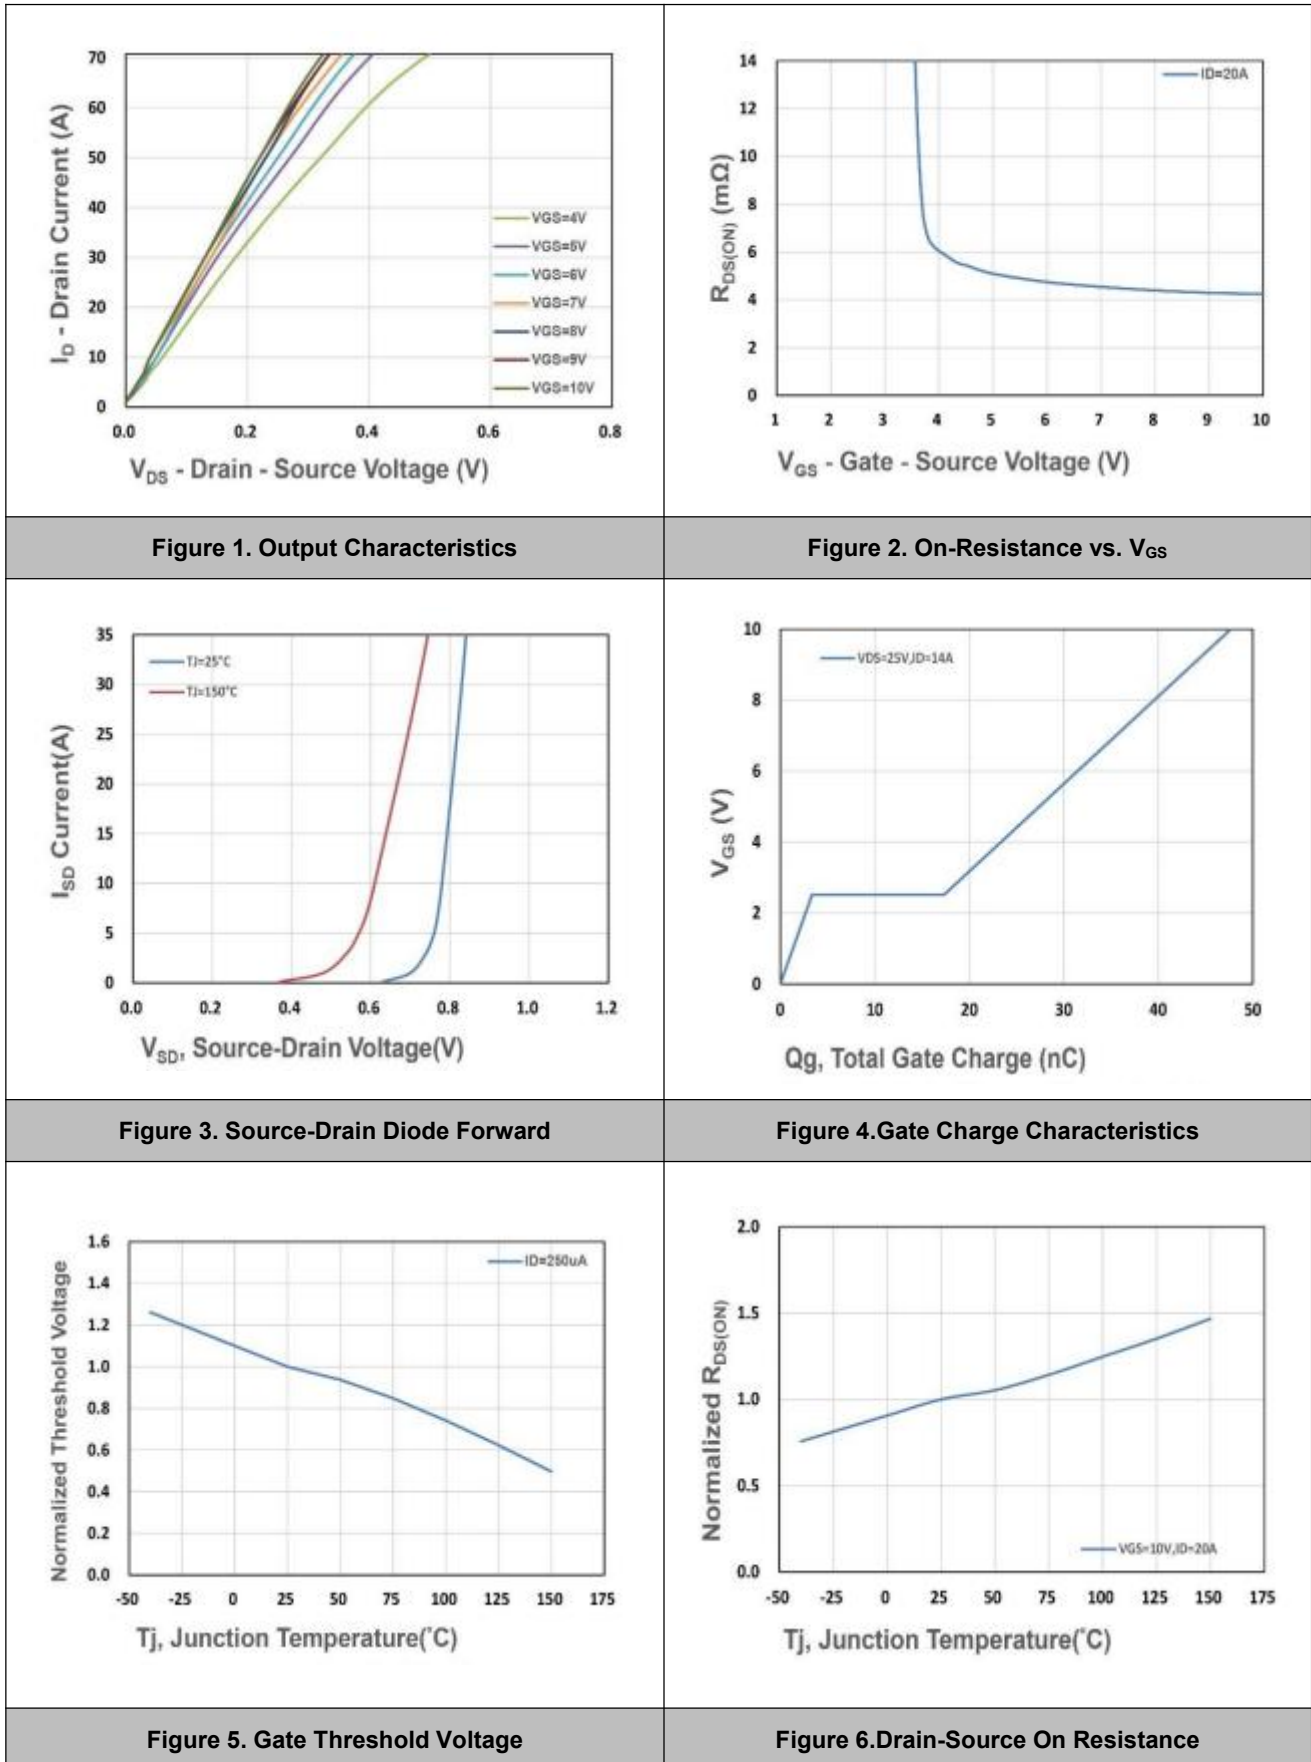 70
60
50
40
30
20
10
0
0.0 0.2 0.4 0.6 0.8
I_D - Drain Current (A)
VGS=4V
VGS=5V
VGS=6V
VGS=7V
VGS=8V
VGS=9V
VGS=10V
V_DS - Drain - Source Voltage (V)
14
12
10
8
6
4
2
0
1 2 3 4 5 6 7 8 9 10
R_DS(ON) (mΩ)
ID=20A
V_GS - Gate - Source Voltage (V)
Figure 1. Output Characteristics
Figure 2. On-Resistance vs. V_GS
35
30
25
20
15
10
5
0
0.0 0.2 0.4 0.6 0.8 1.0 1.2
I_SD Current(A)
TJ=25°C
TJ=150°C
V_SD, Source-Drain Voltage(V)
10
8
6
4
2
0
0 10 20 30 40 50
V_GS (V)
VDS=25V,ID=14A
Qg, Total Gate Charge (nC)
Figure 3. Source-Drain Diode Forward
Figure 4.Gate Charge Characteristics
1.6
1.4
1.2
1.0
0.8
0.6
0.4
0.2
0.0
-50 -25 0 25 50 75 100 125 150 175
Normalized Threshold Voltage
ID=250uA
Tj, Junction Temperature(°C)
2.0
1.5
1.0
0.5
0.0
-50 -25 0 25 50 75 100 125 150 175
Normalized R_DS(ON)
VGS=10V,ID=20A
Tj, Junction Temperature(°C)
Figure 5. Gate Threshold Voltage
Figure 6.Drain-Source On Resistance